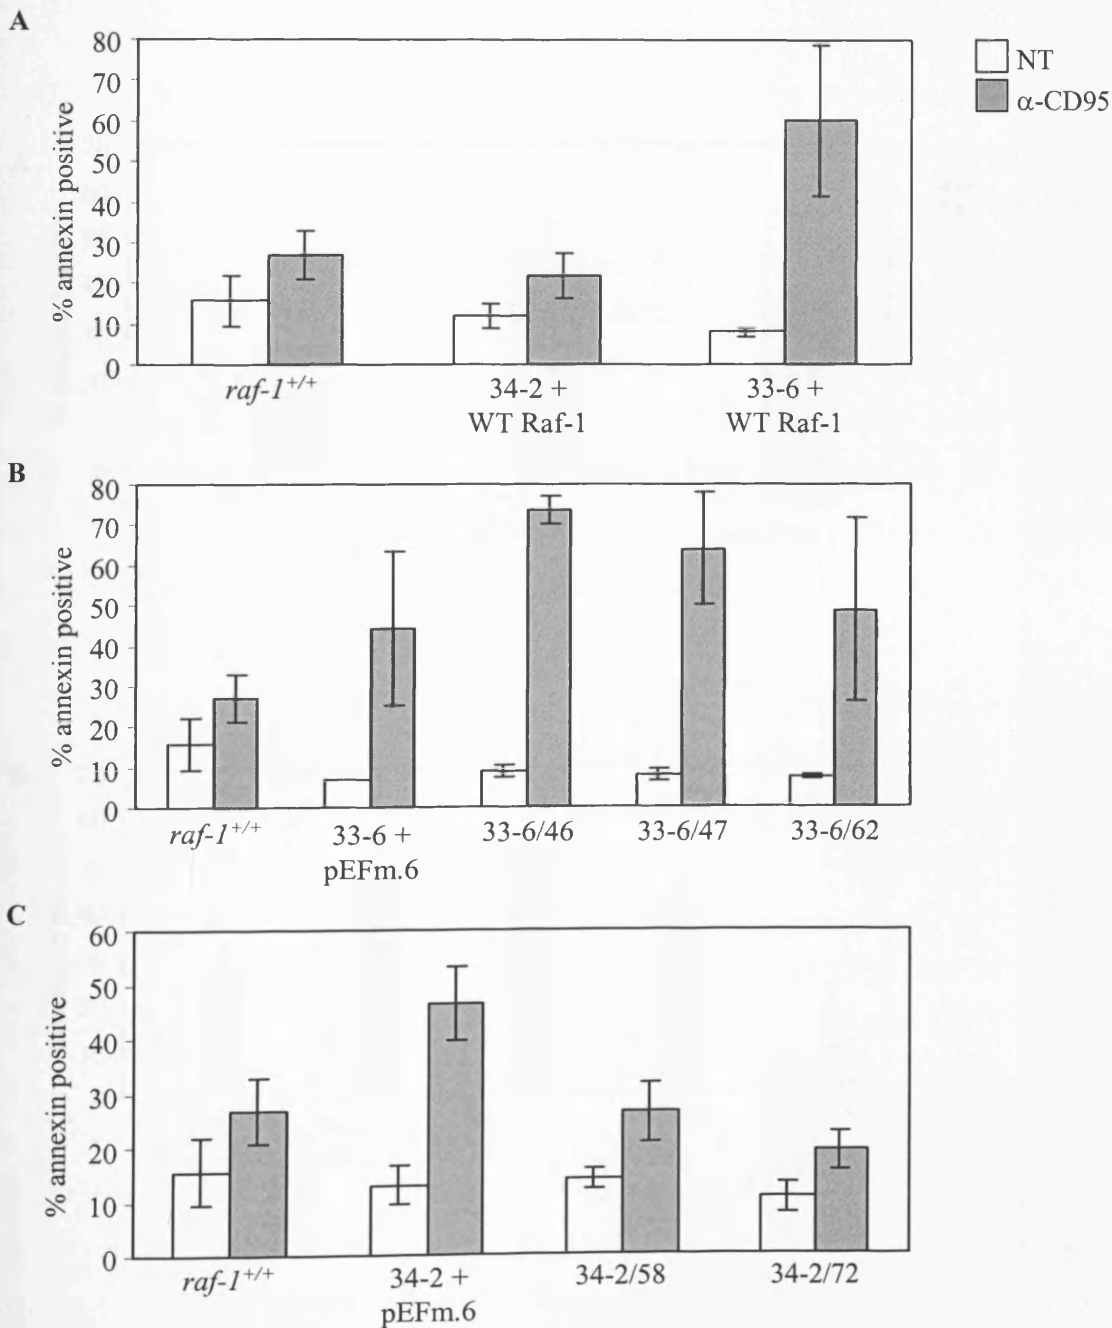 A
80
70
60
50
40
30
20
10
0
% annexin positive
raf-1+/+
34-2 +
WT Raf-1
33-6 +
WT Raf-1
NT
α-CD95
B
80
70
60
50
40
30
20
10
0
% annexin positive
raf-1+/+
33-6 +
pEFm.6
33-6/46
33-6/47
33-6/62
C
60
50
40
30
20
10
0
% annexin positive
raf-1+/+
34-2 +
pEFm.6
34-2/58
34-2/72